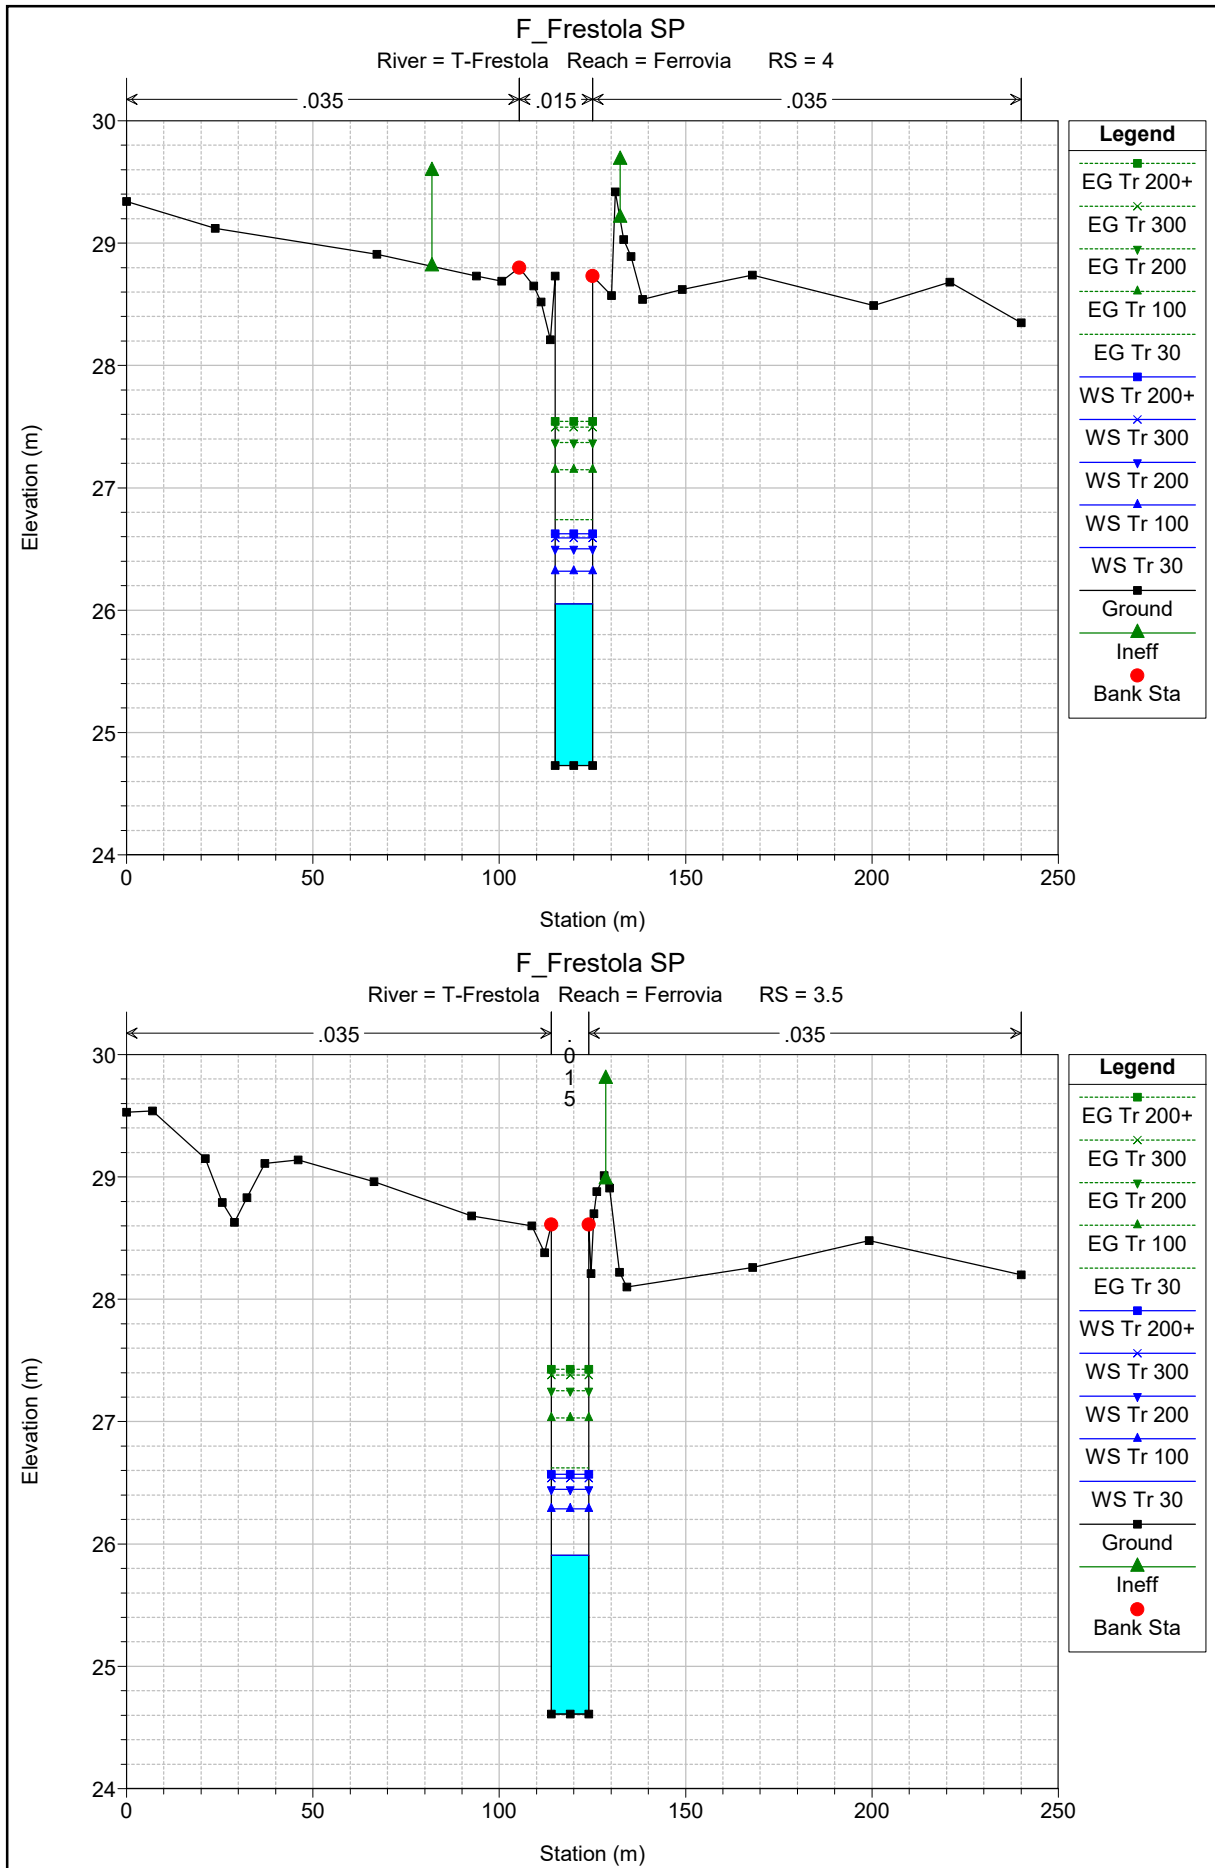 F_Frestola SP
River = T-Frestola Reach = Ferrovia RS = 4
.035 .015 .035
30
29
28
27
26
25
24
Elevation (m)
0 50 100 150 200 250
Station (m)
Legend
EG Tr 200+
EG Tr 300
EG Tr 200
EG Tr 100
EG Tr 30
WS Tr 200+
WS Tr 300
WS Tr 200
WS Tr 100
WS Tr 30
Ground
Ineff
Bank Sta
F_Frestola SP
River = T-Frestola Reach = Ferrovia RS = 3.5
.035 .015 .035
30
29
28
27
26
25
24
Elevation (m)
0 50 100 150 200 250
Station (m)
Legend
EG Tr 200+
EG Tr 300
EG Tr 200
EG Tr 100
EG Tr 30
WS Tr 200+
WS Tr 300
WS Tr 200
WS Tr 100
WS Tr 30
Ground
Ineff
Bank Sta